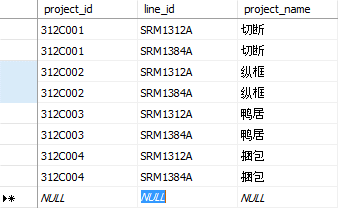 project_id line_id project_name
312C001 SRM1312A 切断
312C001 SRM1384A 切断
312C002 SRM1312A 纵框
312C002 SRM1384A 纵框
312C003 SRM1312A 鸭居
312C003 SRM1384A 鸭居
312C004 SRM1312A 捆包
312C004 SRM1384A 捆包
NULL NULL NULL